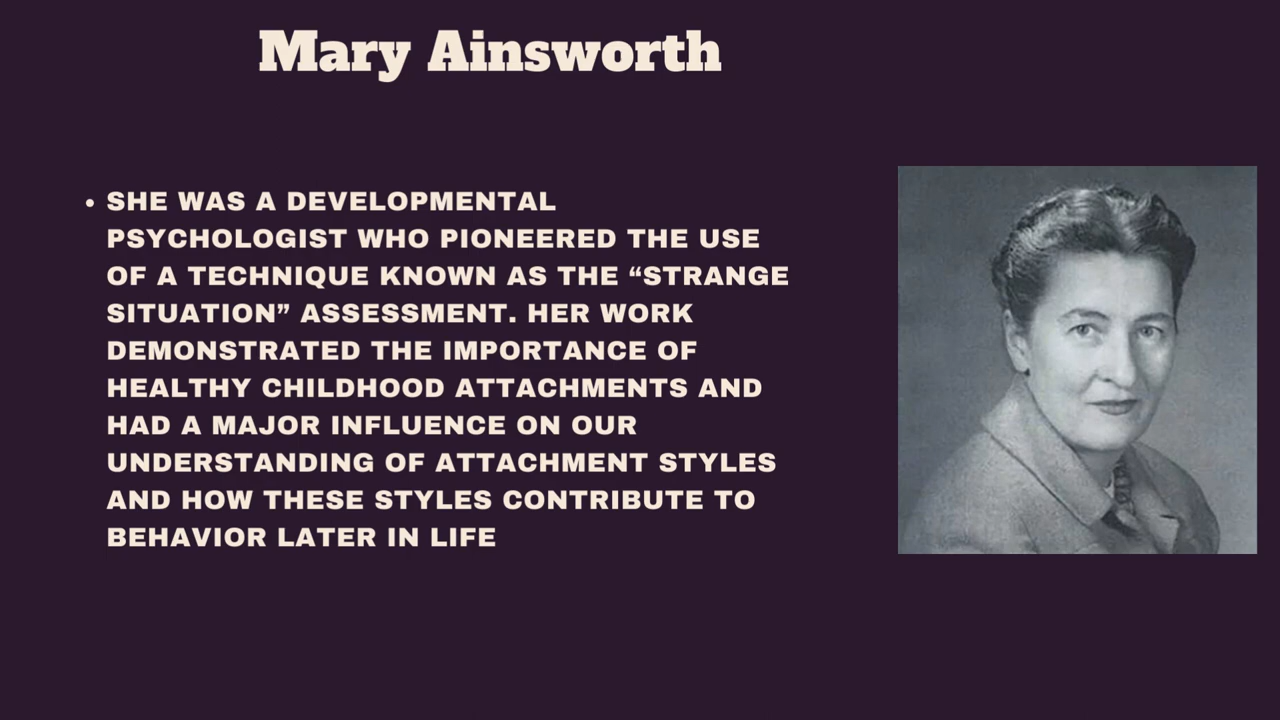 Mary Ainsworth
• SHE WAS A DEVELOPMENTAL
PSYCHOLOGIST WHO PIONEERED THE USE
OF A TECHNIQUE KNOWN AS THE “STRANGE
SITUATION” ASSESSMENT. HER WORK
DEMONSTRATED THE IMPORTANCE OF
HEALTHY CHILDHOOD ATTACHMENTS AND
HAD A MAJOR INFLUENCE ON OUR
UNDERSTANDING OF ATTACHMENT STYLES
AND HOW THESE STYLES CONTRIBUTE TO
BEHAVIOR LATER IN LIFE